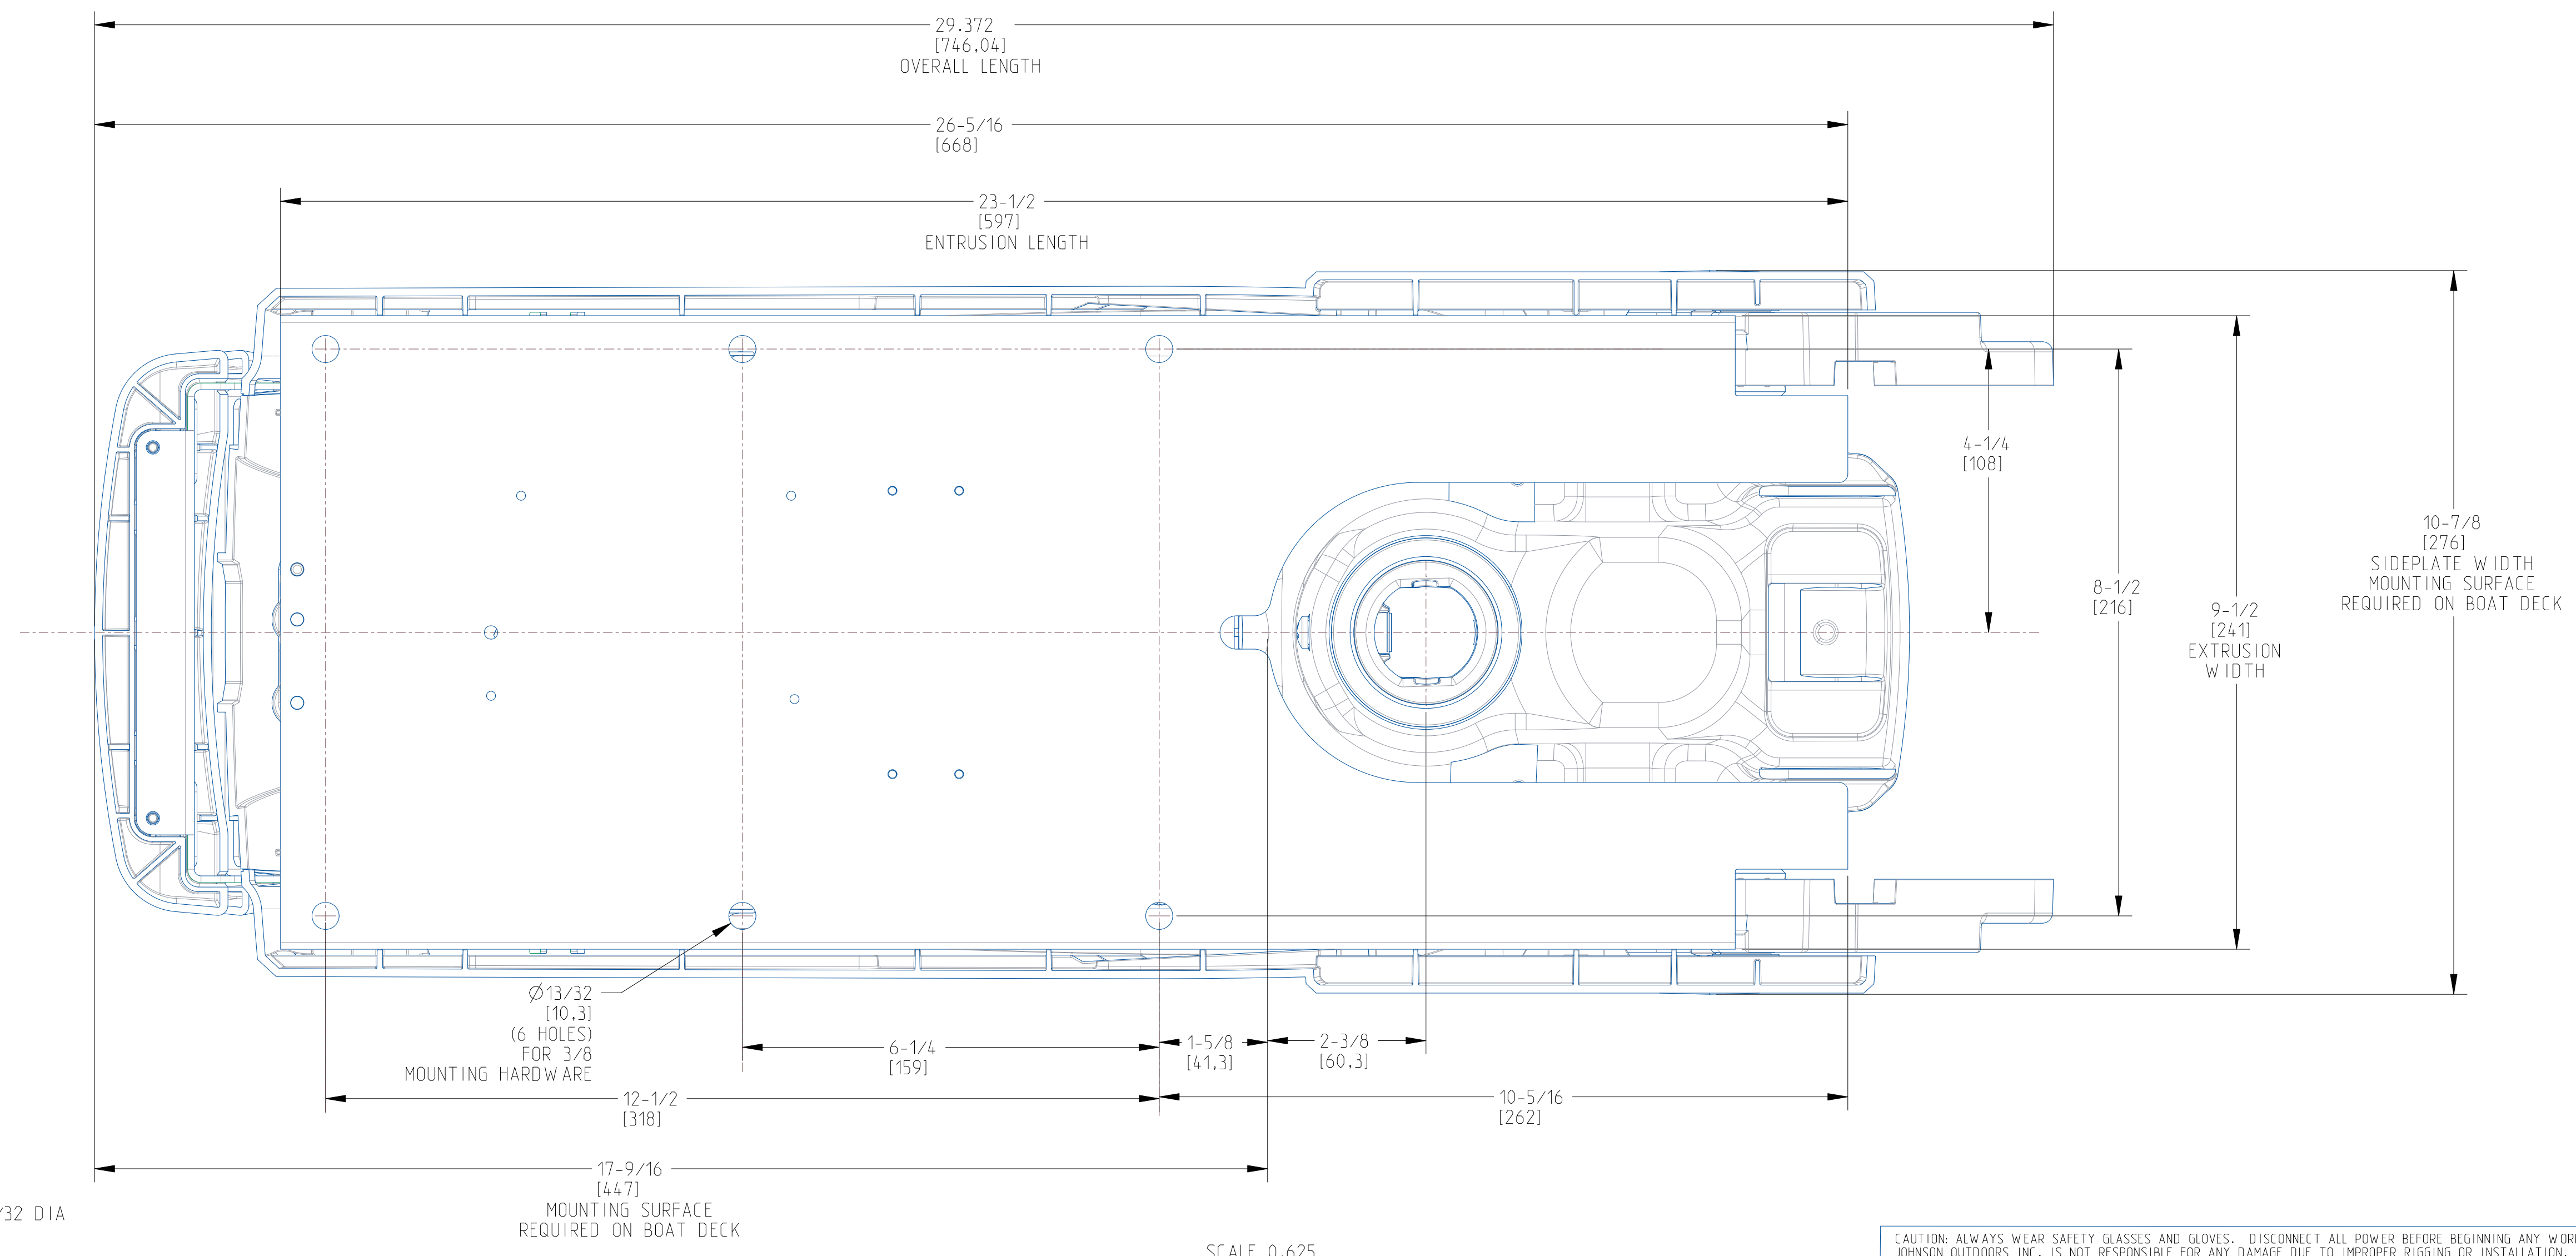 29.372
[746,04]
OVERALL LENGTH
26-5/16
[668]
23-1/2
[597]
ENTRUSION LENGTH
4-1/4
[108]
10-7/8
[276]
SIDEPLATE WIDTH
MOUNTING SURFACE
REQUIRED ON BOAT DECK
8-1/2
[216]
9-1/2
[241]
EXTRUSION
WIDTH
Ø13/32
[10,3]
(6 HOLES)
FOR 3/8
MOUNTING HARDWARE
6-1/4
[159]
1-5/8
[41,3]
2-3/8
[60,3]
12-1/2
[318]
10-5/16
[262]
17-9/16
[447]
MOUNTING SURFACE
REQUIRED ON BOAT DECK
/32 DIA
SCALE 0.625
CAUTION: ALWAYS WEAR SAFETY GLASSES AND GLOVES. DISCONNECT ALL POWER BEFORE BEGINNING ANY WOR
JOHNSON OUTDOORS INC. IS NOT RESPONSIBLE FOR ANY DAMAGE DUE TO IMPROPER RIGGING OR INSTALLATION.